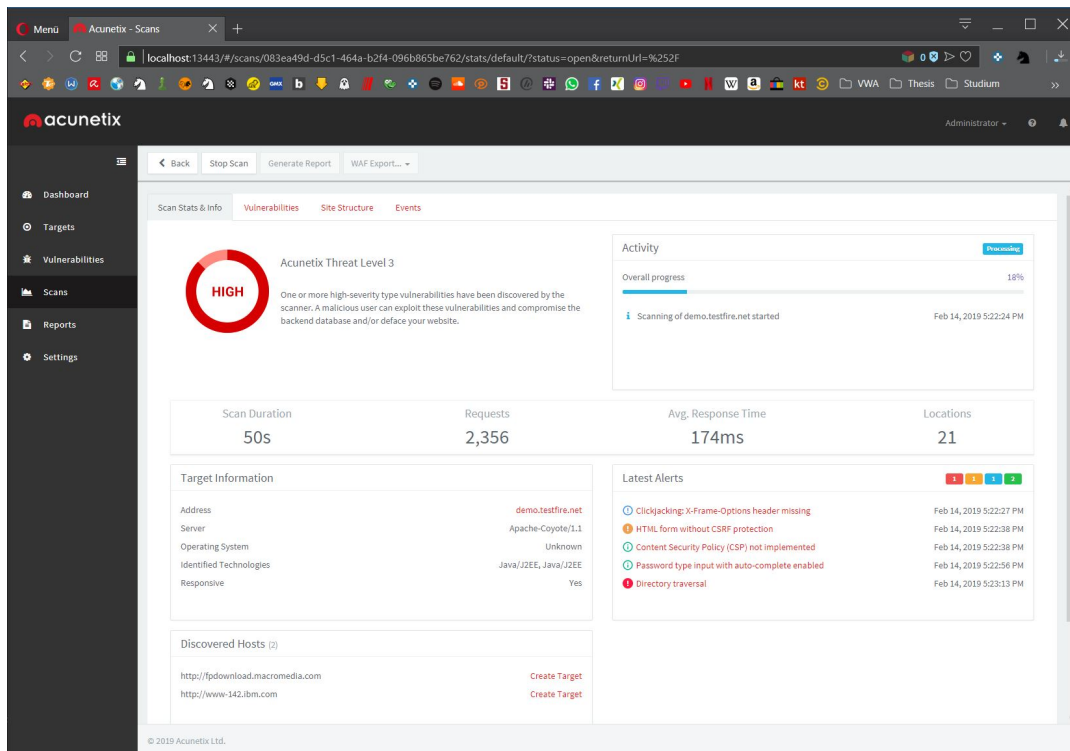 Menü
Acunetix - Scans
localhost:13443/#/scans/083ea49d-d5c1-464a-b2f4-096b865be762/stats/default/?status=open&returnUrl=%252F
0
VWA
Thesis
Studium
acunetix
Administrator
Back
Stop Scan
Generate Report
WAF Export...
Dashboard
Targets
Vulnerabilities
Scans
Reports
Settings
Scan Stats & Info
Vulnerabilities
Site Structure
Events
HIGH
Acunetix Threat Level 3
One or more high-severity type vulnerabilities have been discovered by the
scanner. A malicious user can exploit these vulnerabilities and compromise the
backend database and/or deface your website.
Activity
Processing
Overall progress 18%
Scanning of demo.testfire.net started Feb 14, 2019 5:22:24 PM
Scan Duration
50s
Requests
2,356
Avg. Response Time
174ms
Locations
21
Target Information
Address demo.testfire.net
Server Apache-Coyote/1.1
Operating System Unknown
Identified Technologies Java/J2EE, Java/J2EE
Responsive Yes
Latest Alerts
1 1 1
Clickjacking: X-Frame-Options header missing Feb 14, 2019 5:22:27 PM
HTML form without CSRF protection Feb 14, 2019 5:22:38 PM
Content Security Policy (CSP) not implemented Feb 14, 2019 5:22:38 PM
Password type input with auto-complete enabled Feb 14, 2019 5:22:56 PM
Directory traversal Feb 14, 2019 5:23:13 PM
Discovered Hosts (2)
http://fpdownload.macromedia.com Create Target
http://www-142.ibm.com Create Target
© 2019 Acunetix Ltd.